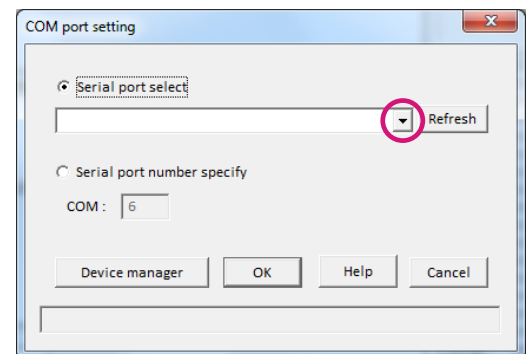 COM port setting
Serial port select
Refresh
Serial port number specify
COM : 6
Device manager OK Help Cancel